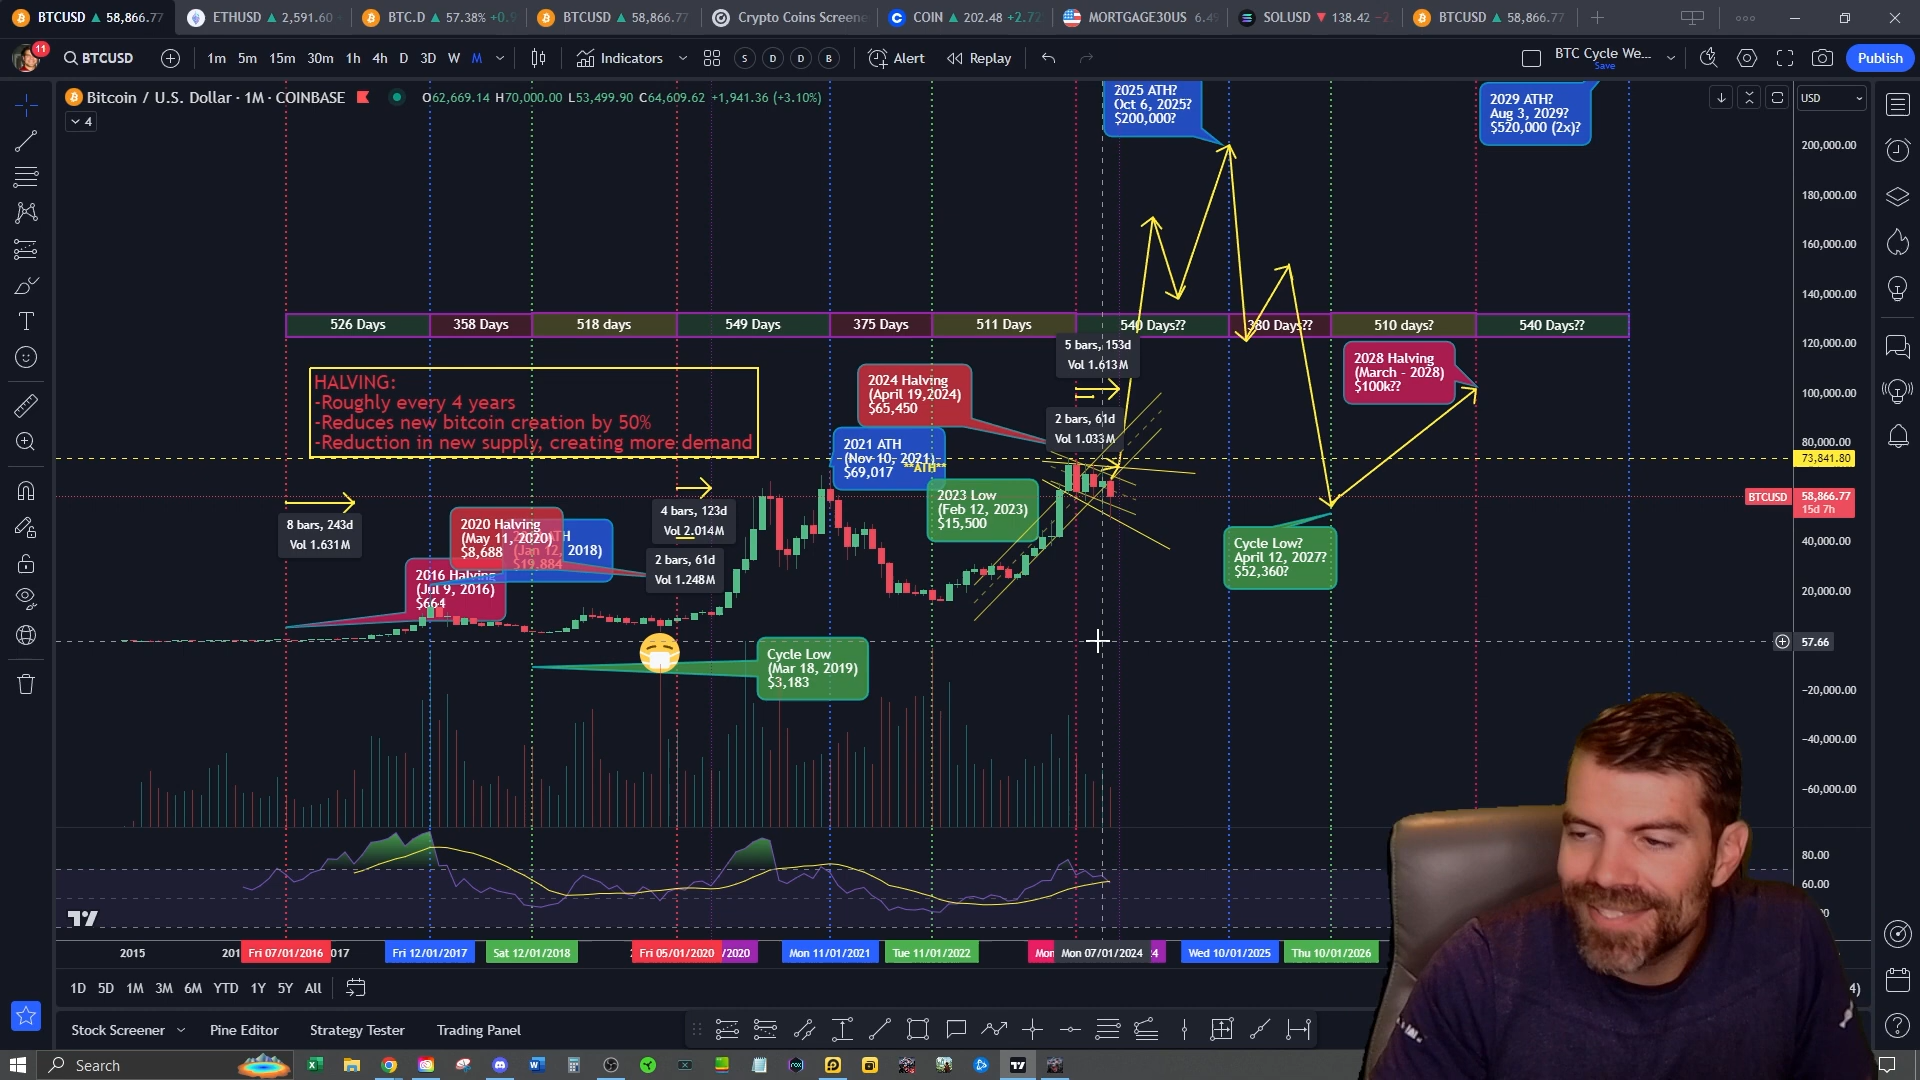 BTCUSD ▲ 58,866.77
ETHUSD ▲ 2,591.60
BTC.D ▲ 57.38% +0.9
BTCUSD ▲ 58,866.77
Crypto Coins Screene
COIN ▲ 202.48 +2.72
MORTGAGE30US 6.49
SOLUSD ▼ 138.42 −2.
BTCUSD ▲ 58,866.77
11
BTCUSD
1m 5m 15m 30m 1h 4h D 3D W M
Indicators
S D D B
Alert
Replay
BTC Cycle We...
Save
Publish
Bitcoin / U.S. Dollar · 1M · COINBASE
O62,669.14 H70,000.00 L53,499.90 C64,609.62 +1,941.36 (+3.10%)
4
USD
2025 ATH?
Oct 6, 2025?
$200,000?
2029 ATH?
Aug 3, 2029?
$520,000 (2x)?
200,000.00
180,000.00
160,000.00
140,000.00
120,000.00
100,000.00
80,000.00
73,841.80
BTCUSD
58,866.77
15d 7h
40,000.00
20,000.00
57.66
−20,000.00
−40,000.00
−60,000.00
80.00
60.00
526 Days
358 Days
518 days
549 Days
375 Days
511 Days
540 Days??
380 Days??
510 days?
540 Days??
5 bars, 153d
Vol 1.613M
2 bars, 61d
Vol 1.033M
HALVING:
-Roughly every 4 years
-Reduces new bitcoin creation by 50%
-Reduction in new supply, creating more demand
2024 Halving
(April 19,2024)
$65,450
2028 Halving
(March - 2028)
$100k??
2021 ATH
(Nov 10, 2021)
$69,017
**ATH**
2023 Low
(Feb 12, 2023)
$15,500
8 bars, 243d
Vol 1.631M
4 bars, 123d
Vol 2.014M
2 bars, 61d
Vol 1.248M
2020 Halving
(May 11, 2020)
$8,688
ATH
(Jan 12, 2018)
$19,884
2016 Halving
(Jul 9, 2016)
$664
Cycle Low?
April 12, 2027?
$52,360?
Cycle Low
(Mar 18, 2019)
$3,183
2015
Fri 07/01/2016
Fri 12/01/2017
Sat 12/01/2018
Fri 05/01/2020
/2020
Mon 11/01/2021
Tue 11/01/2022
Mon
Mon 07/01/2024
Wed 10/01/2025
Thu 10/01/2026
1D 5D 1M 3M 6M YTD 1Y 5Y All
Stock Screener
Pine Editor
Strategy Tester
Trading Panel
Search